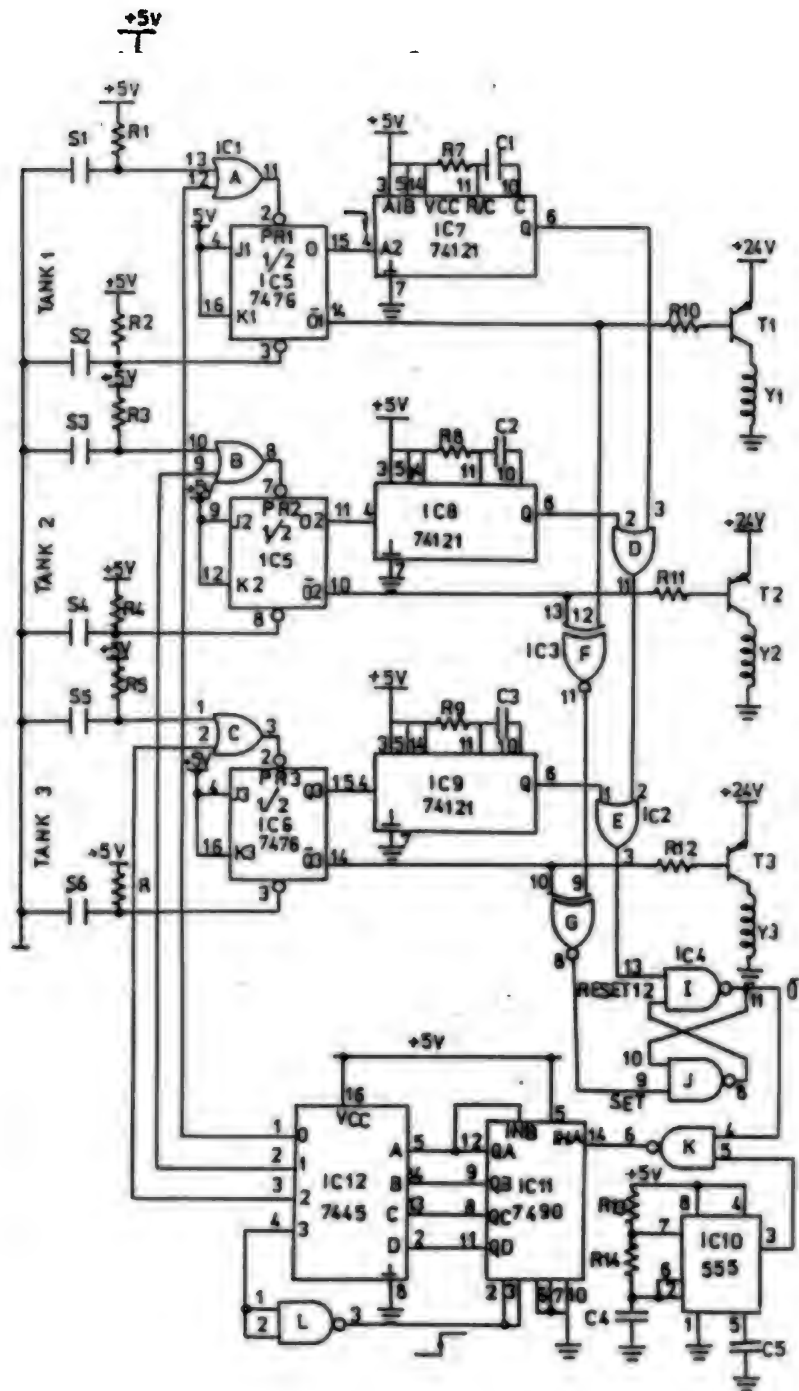 +5V
+5V
R1
S1
13
12
A
IC1
11
2
5V
4
J1
PR1
1/2
IC5
7476
16
K1
O
15
Q̅1
14
3
+5V
R7
C1
3
5
14
11
10
A1B VCC R/C C
4
A2
IC7
74121
Q
6
7
+24V
R10
T1
Y1
TANK 1
+5V
R2
S2
+5V
R3
S3
10
9
B
8
7
+5V
9
J2
PR2
1/2
IC5
12
K2
Q2
11
Q̅2
10
8
+5V
R8
C2
3
5
14
11
10
4
IC8
74121
Q
6
7
2
3
D
11
+24V
R11
T2
Y2
TANK 2
+5V
R4
S4
+5V
R5
S5
13
12
IC3
F
11
1
2
C
3
2
+5V
4
J3
PR3
1/2
IC6
7476
16
K3
Q3
15
Q̅3
14
3
+5V
R9
C3
3
5
14
11
10
4
IC9
74121
Q
6
7
1
2
E
IC2
3
+24V
R12
T3
Y3
TANK 3
+5V
R
S6
10
9
G
8
IC4
13
RESET 12
I
11
Q̅
10
J
9
8
SET
+5V
16
VCC
1
0
2
1
3
2
4
3
IC12
7445
A
5
B
14
C
13
D
2
8
5
INB
INA
14
12
QA
9
QB
8
QC
11
QD
IC11
7490
2
3
6
7
10
6
K
4
5
+5V
R13
R14
8
4
7
6
2
IC10
555
3
1
5
C4
C5
1
2
L
3